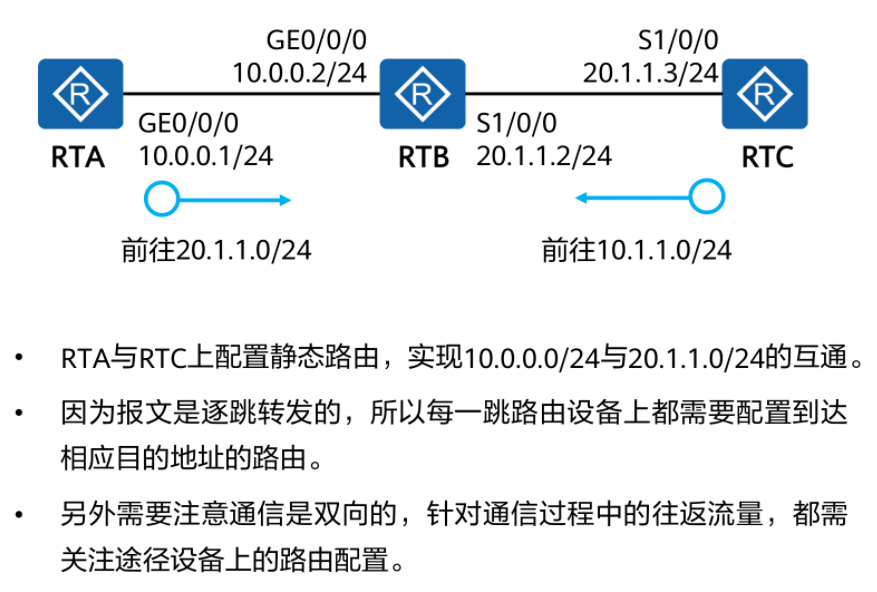 GE0/0/0
10.0.0.2/24
S1/0/0
20.1.1.3/24
R
R
R
GE0/0/0
10.0.0.1/24
S1/0/0
20.1.1.2/24
RTA
RTB
RTC
前往20.1.1.0/24
前往10.1.1.0/24
• RTA与RTC上配置静态路由，实现10.0.0.0/24与20.1.1.0/24的互通。
• 因为报文是逐跳转发的，所以每一跳路由设备上都需要配置到达
相应目的地址的路由。
• 另外需要注意通信是双向的，针对通信过程中的往返流量，都需
关注途径设备上的路由配置。